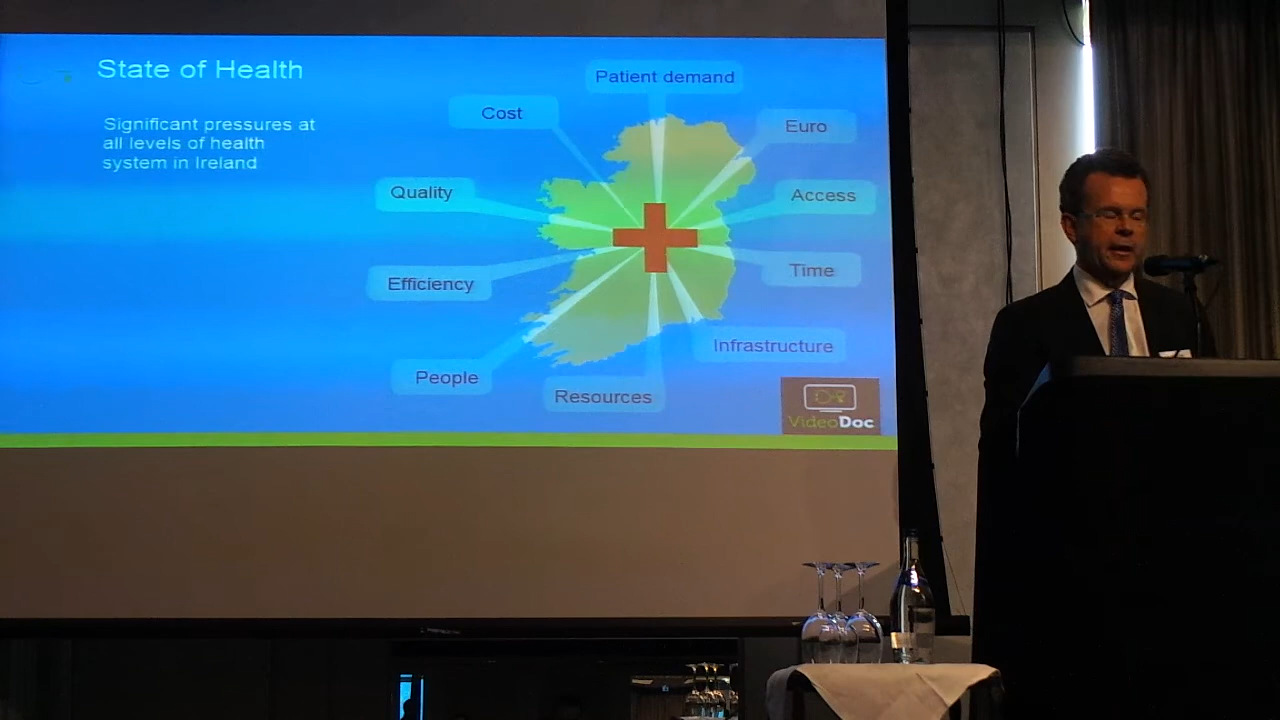 State of Health
Significant pressures at
all levels of health
system in Ireland
Patient demand
Cost
Euro
Quality
Access
Efficiency
Time
Infrastructure
People
Resources
VideoDoc